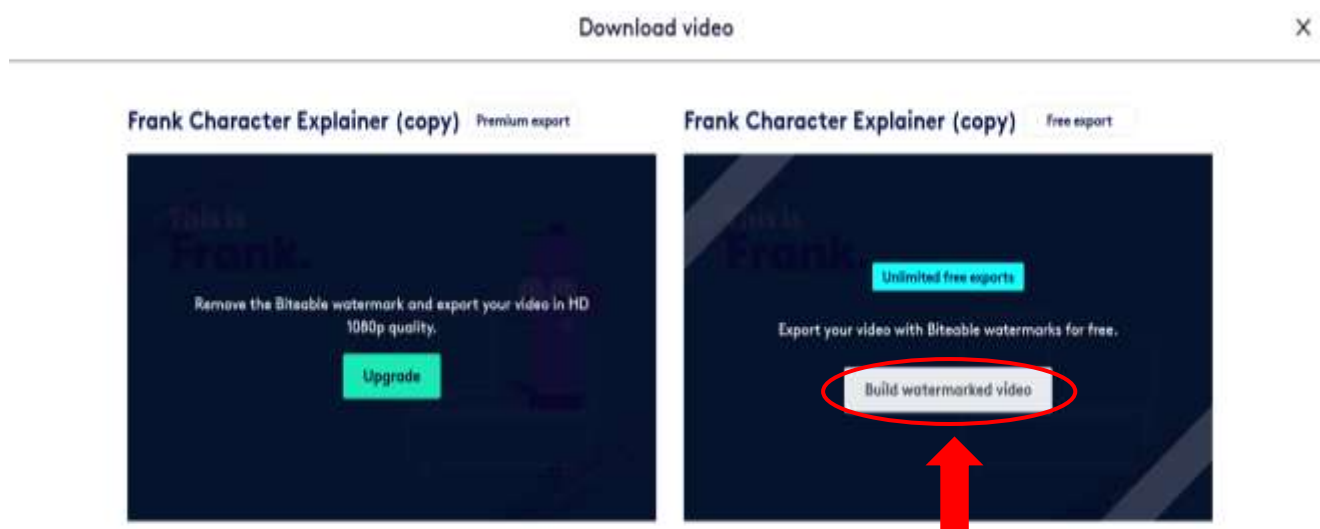 Download video
X
Frank Character Explainer (copy) Premium export
This is
Frank.
Remove the Biteable watermark and export your video in HD
1080p quality.
Upgrade
Frank Character Explainer (copy) Free export
This is
Frank.
Unlimited free exports
Export your video with Biteable watermarks for free.
Build watermarked video